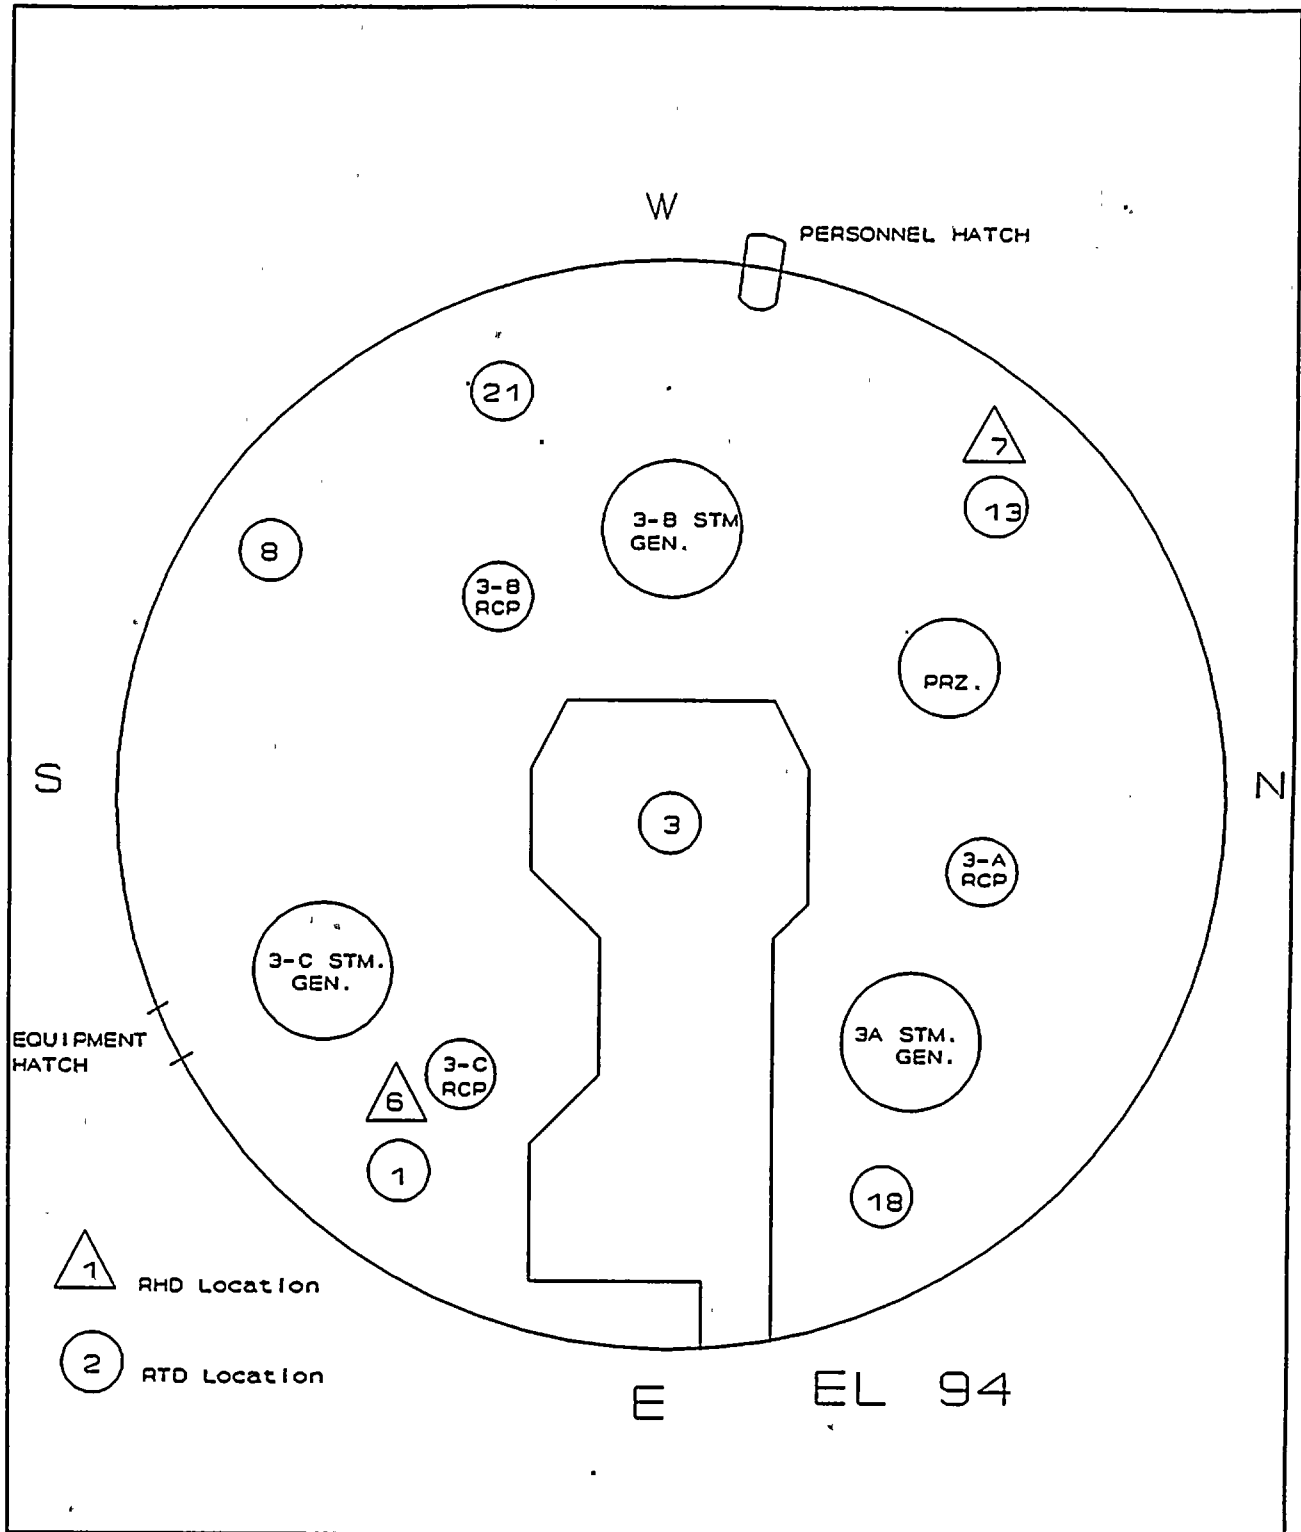 W
PERSONNEL HATCH
21
7
13
3-B STM
GEN.
8
3-B
RCP
PRZ.
S
N
3
3-A
RCP
3-C STM.
GEN.
EQUIPMENT
HATCH
3A STM.
GEN.
3-C
RCP
6
1
18
1 RHD Location
2 RTD Location
E
EL 94